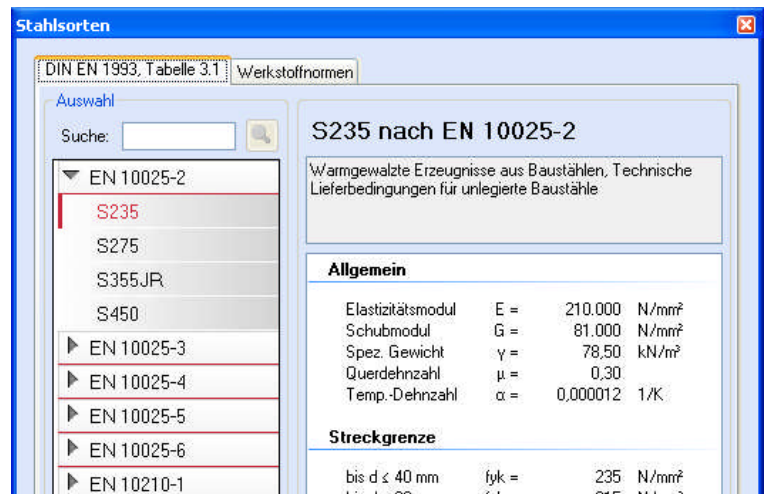 Stahlsorten
DIN EN 1993, Tabelle 3.1 Werkstoffnormen
Auswahl
Suche:
EN 10025-2
S235
S275
S355JR
S450
EN 10025-3
EN 10025-4
EN 10025-5
EN 10025-6
EN 10210-1
S235 nach EN 10025-2
Warmgewalzte Erzeugnisse aus Baustählen, Technische
Lieferbedingungen für unlegierte Baustähle
Allgemein
Elastizitätsmodul E = 210.000 N/mm²
Schubmodul G = 81.000 N/mm²
Spez. Gewicht γ = 78,50 kN/m³
Querdehnzahl μ = 0,30
Temp.-Dehnzahl α = 0,000012 1/K
Streckgrenze
bis d ≤ 40 mm fyk = 235 N/mm²